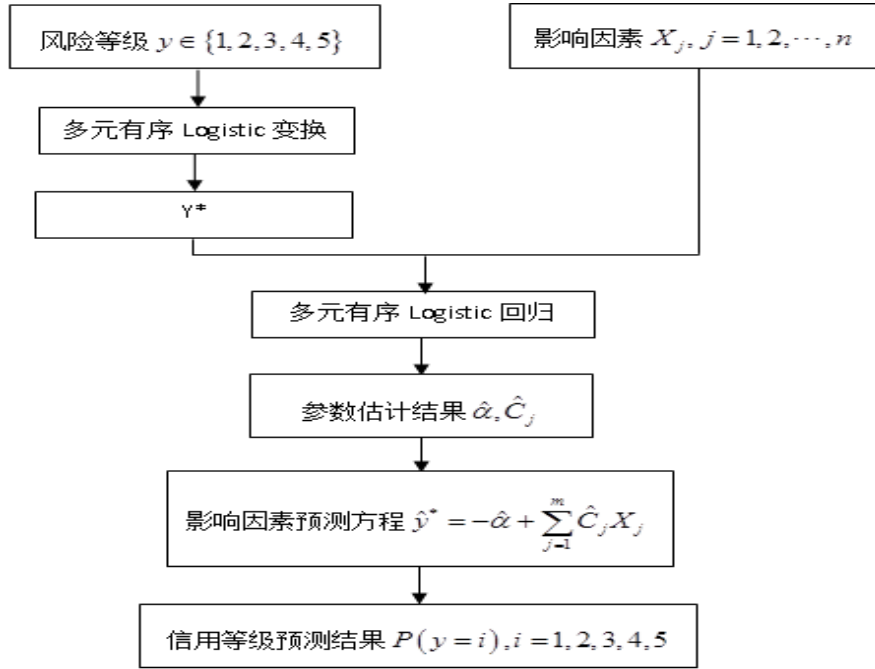 风险等级 y ∈ {1, 2, 3, 4, 5}
影响因素 X_j, j = 1, 2, ⋯, n
多元有序 Logistic 变换
Y*
多元有序 Logistic 回归
参数估计结果 α̂, Ĉ_j
影响因素预测方程 ŷ* = −α̂ + ∑_{j=1}^{m} Ĉ_j X_j
信用等级预测结果 P(y = i), i = 1, 2, 3, 4, 5